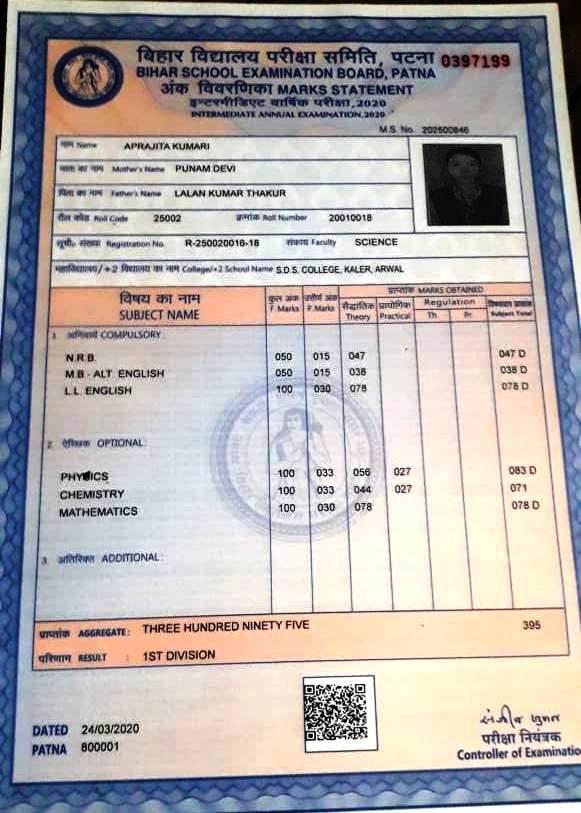 बिहार विद्यालय परीक्षा समिति, पटना 0397199
BIHAR SCHOOL EXAMINATION BOARD, PATNA
अंक विवरणिका MARKS STATEMENT
इन्टरमीडिएट वार्षिक परीक्षा, 2020
INTERMEDIATE ANNUAL EXAMINATION, 2020
M.S. No. 202500846
नाम Name APRAJITA KUMARI
माता का नाम Mother's Name PUNAM DEVI
पिता का नाम Father's Name LALAN KUMAR THAKUR
रौल कोड Roll Code 25002 क्रमांक Roll Number 20010018
सूची० संख्या Registration No. R-250020016-18 संकाय Faculty SCIENCE
महाविद्यालय/+2 विद्यालय का नाम College/+2 School Name S.D.S. COLLEGE, KALER, ARWAL
विषय का नाम SUBJECT NAME कुल अंक F. Marks उत्तीर्ण अंक P. Marks प्राप्तांक MARKS OBTAINED
सैद्धांतिक Theory प्रायोगिक Practical Regulation Th. Pr. Subject Total
1. अनिवार्य COMPULSORY :
N.R.B. 050 015 047 047 D
M.B - ALT. ENGLISH 050 015 038 038 D
L.L. ENGLISH 100 030 078 078 D
2. ऐच्छिक OPTIONAL:
PHYSICS 100 033 056 027 083 D
CHEMISTRY 100 033 044 027 071
MATHEMATICS 100 030 078 078 D
3. अतिरिक्त ADDITIONAL :
प्राप्तांक AGGREGATE : THREE HUNDRED NINETY FIVE 395
परिणाम RESULT : 1ST DIVISION
DATED 24/03/2020
PATNA 800001
परीक्षा नियंत्रक
Controller of Examinatio